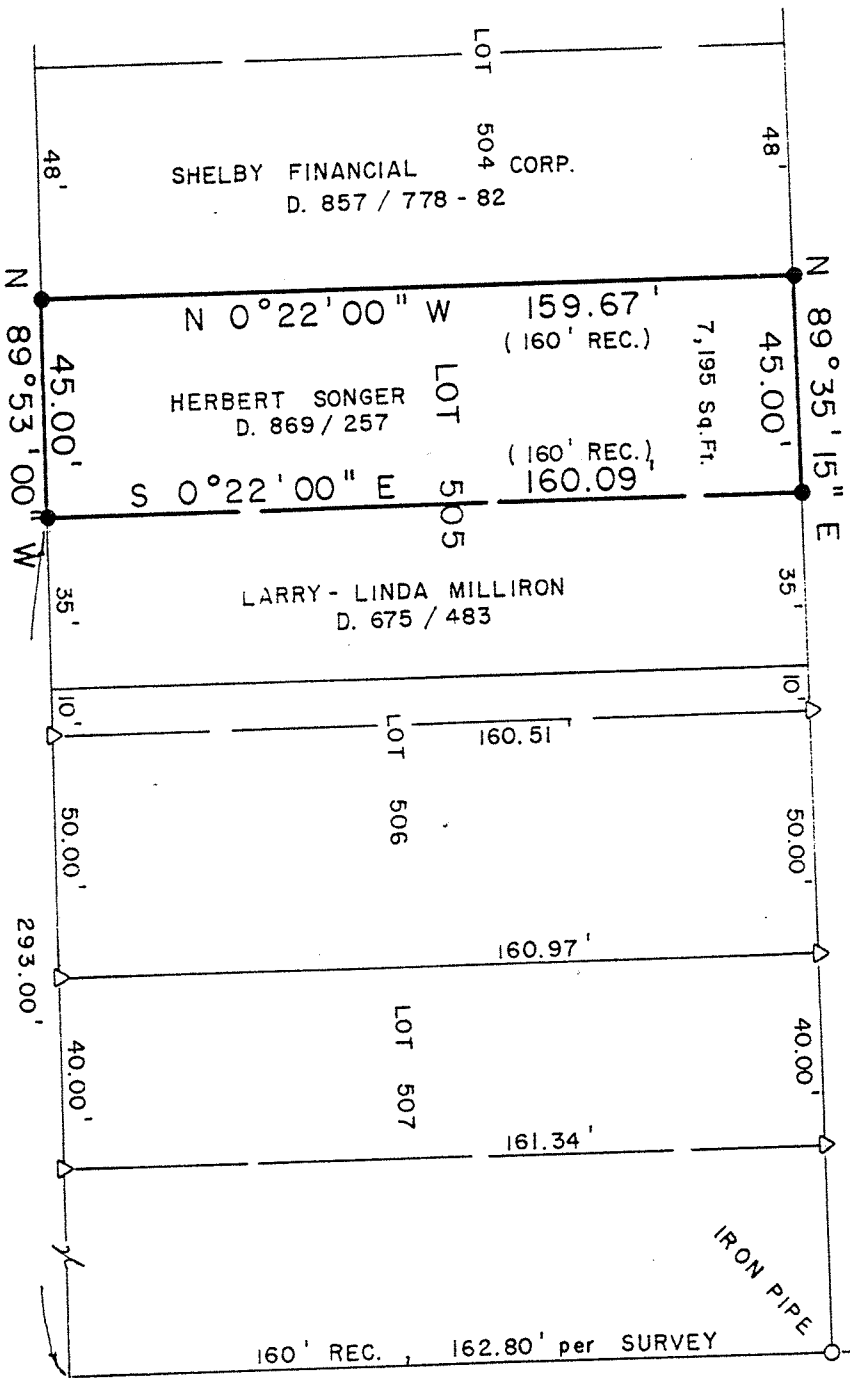 LOT 504
48'
48'
SHELBY FINANCIAL CORP.
D. 857 / 778 - 82
N 89°35'15" E
45.00'
N 0°22'00" W 159.67'
( 160' REC.)
7,195 Sq.Ft.
HERBERT SONGER
D. 869 / 257
LOT 505
( 160' REC.)
S 0°22'00" E 160.09'
N 89°53'00" W
45.00'
35'
35'
LARRY - LINDA MILLIRON
D. 675 / 483
10'
10'
160.51'
LOT 506
50.00'
50.00'
160.97'
293.00'
LOT 507
40.00'
40.00'
161.34'
IRON PIPE
160' REC. , 162.80' per SURVEY